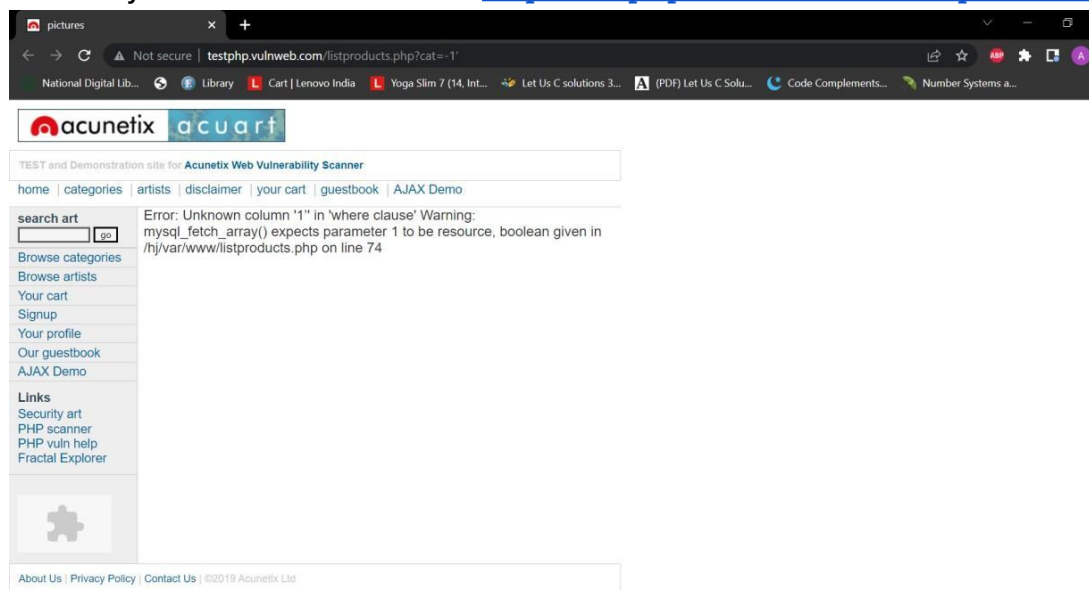 pictures
Not secure | testphp.vulnweb.com/listproducts.php?cat=-1'
National Digital Lib... Library Cart | Lenovo India Yoga Slim 7 (14, Int... Let Us C solutions 3... (PDF) Let Us C Solu... Code Complements... Number Systems a...
acunetix acuart
TEST and Demonstration site for Acunetix Web Vulnerability Scanner
home | categories | artists | disclaimer | your cart | guestbook | AJAX Demo
search art
go
Browse categories
Browse artists
Your cart
Signup
Your profile
Our guestbook
AJAX Demo
Links
Security art
PHP scanner
PHP vuln help
Fractal Explorer
Error: Unknown column '1'' in 'where clause' Warning:
mysql_fetch_array() expects parameter 1 to be resource, boolean given in
/hj/var/www/listproducts.php on line 74
About Us | Privacy Policy | Contact Us | ©2019 Acunetix Ltd